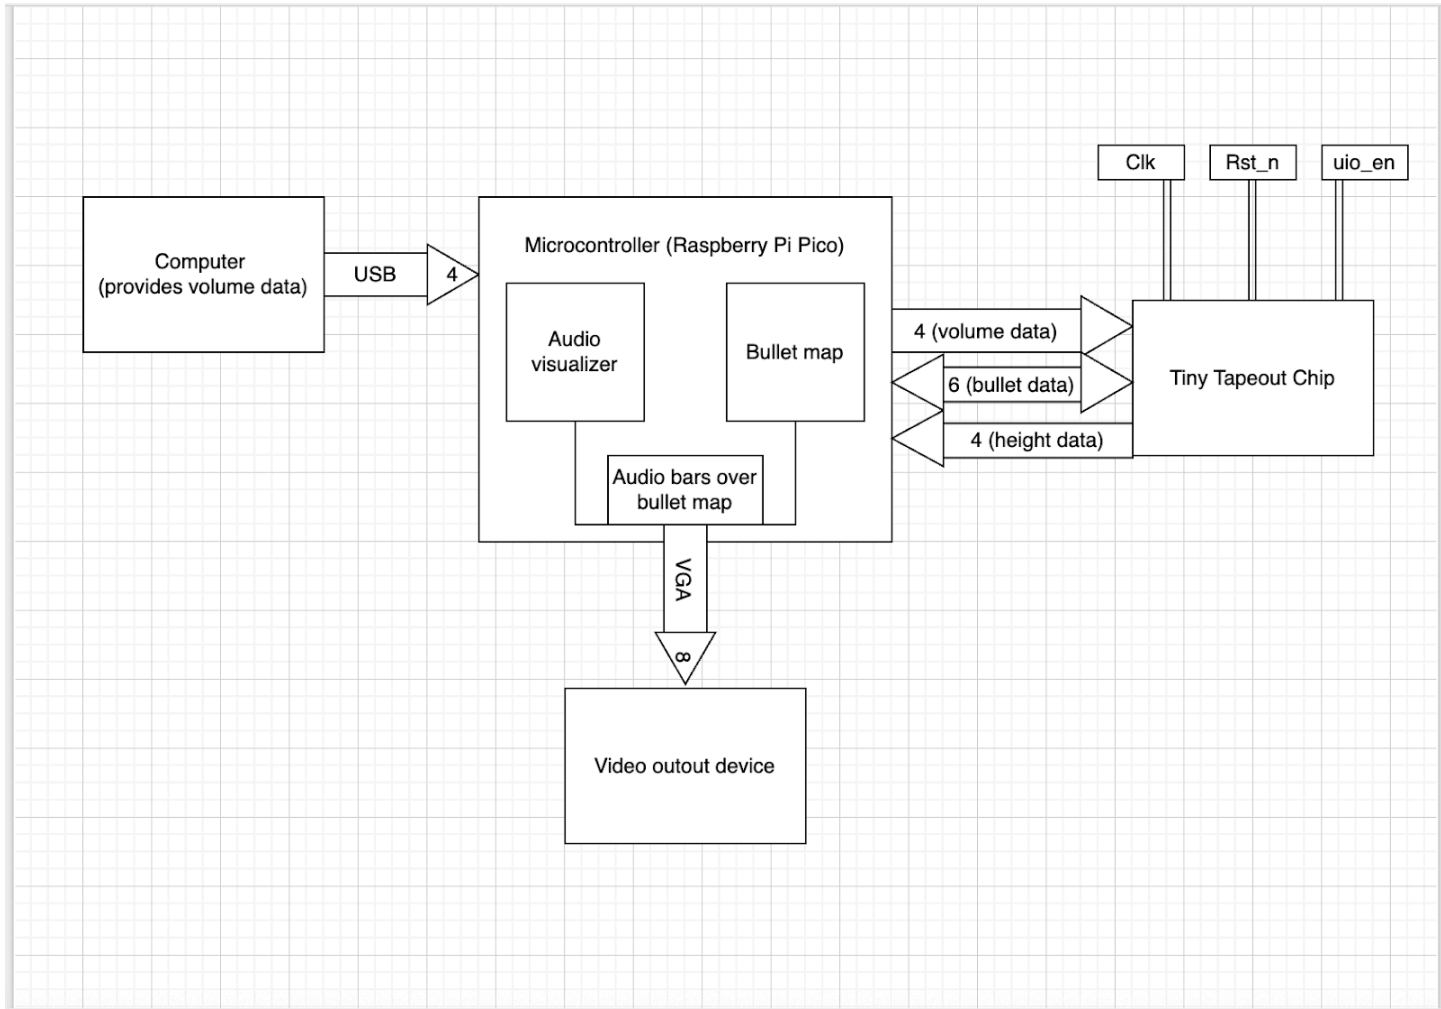 Clk
Rst_n
uio_en
Computer
(provides volume data)
USB
4
Microcontroller (Raspberry Pi Pico)
Audio
visualizer
Bullet map
Audio bars over
bullet map
4 (volume data)
6 (bullet data)
4 (height data)
Tiny Tapeout Chip
VGA
8
Video outout device